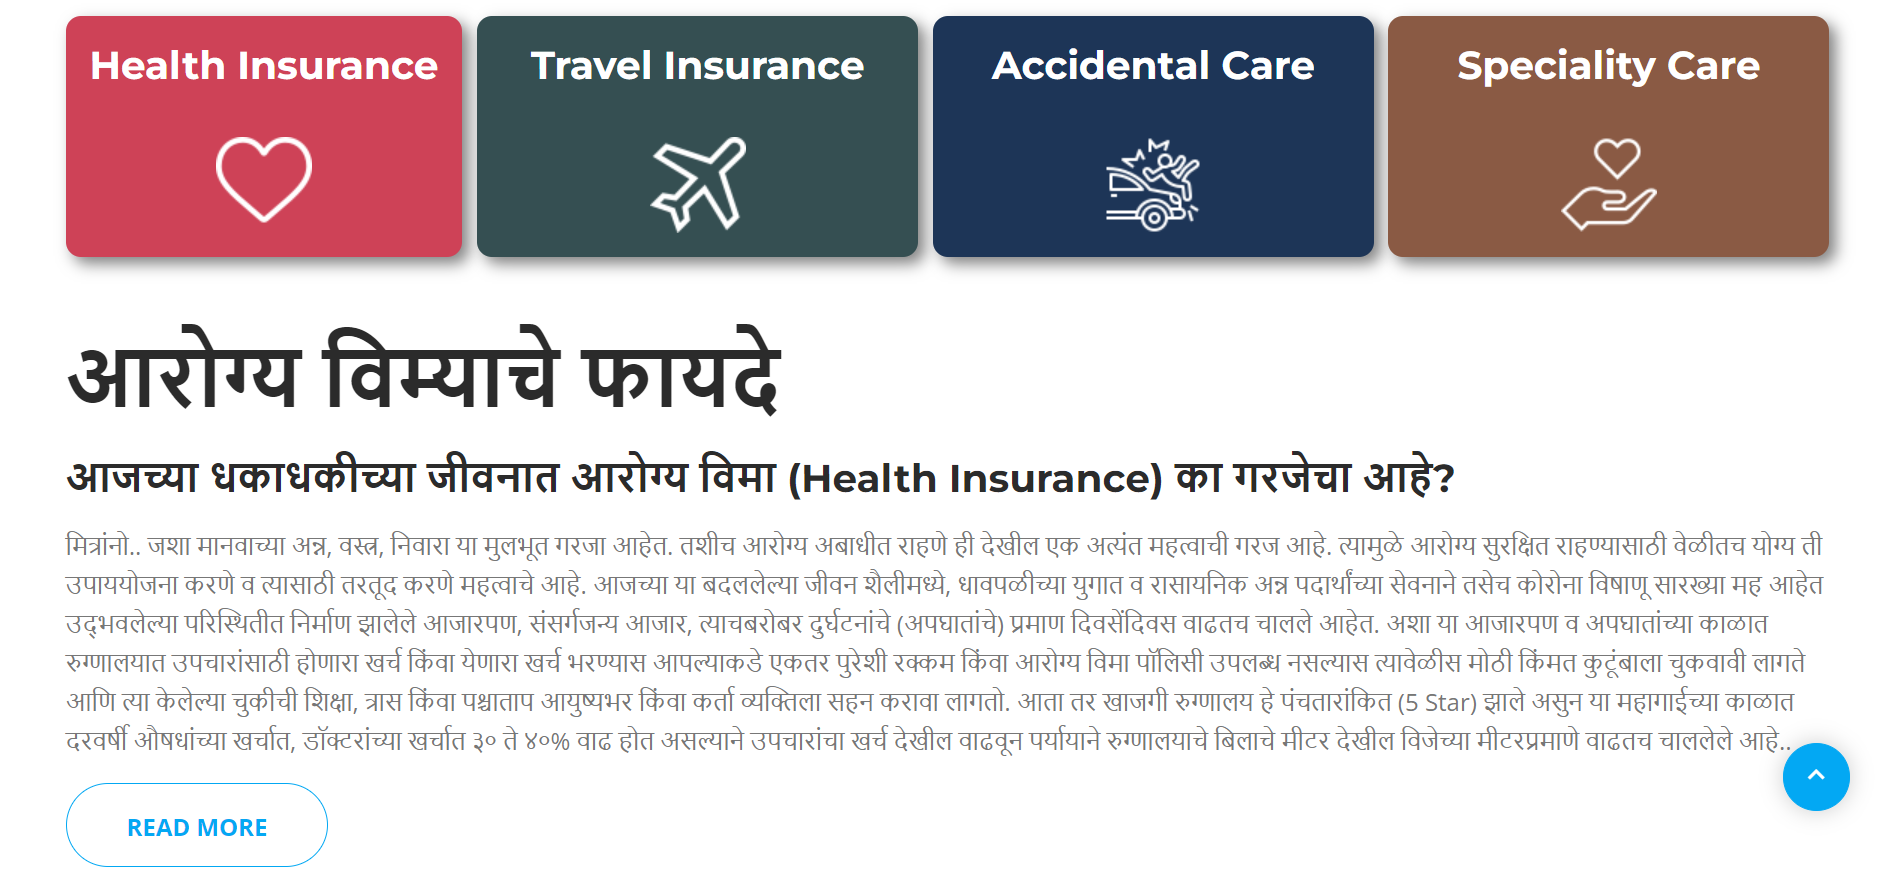 Health Insurance
Travel Insurance
Accidental Care
Speciality Care
आरोग्य विम्याचे फायदे
आजच्या धकाधकीच्या जीवनात आरोग्य विमा (Health Insurance) का गरजेचा आहे?
मित्रांनो.. जशा मानवाच्या अन्न, वस्त्र, निवारा या मुलभूत गरजा आहेत. तशीच आरोग्य अबाधीत राहणे ही देखील एक अत्यंत महत्वाची गरज आहे. त्यामुळे आरोग्य सुरक्षित राहण्यासाठी वेळीतच योग्य ती
उपाययोजना करणे व त्यासाठी तरतूद करणे महत्वाचे आहे. आजच्या या बदललेल्या जीवन शैलीमध्ये, धावपळीच्या युगात व रासायनिक अन्न पदार्थांच्या सेवनाने तसेच कोरोना विषाणू सारख्या मह आहेत
उद्भवलेल्या परिस्थितीत निर्माण झालेले आजारपण, संसर्गजन्य आजार, त्याचबरोबर दुर्घटनांचे (अपघातांचे) प्रमाण दिवसेंदिवस वाढतच चालले आहेत. अशा या आजारपण व अपघातांच्या काळात
रुग्णालयात उपचारांसाठी होणारा खर्च किंवा येणारा खर्च भरण्यास आपल्याकडे एकतर पुरेशी रक्कम किंवा आरोग्य विमा पॉलिसी उपलब्ध नसल्यास त्यावेळीस मोठी किंमत कुटूंबाला चुकवावी लागते
आणि त्या केलेल्या चुकीची शिक्षा, त्रास किंवा पश्चाताप आयुष्यभर किंवा कर्ता व्यक्तिला सहन करावा लागतो. आता तर खाजगी रुग्णालय हे पंचतारांकित (5 Star) झाले असुन या महागाईच्या काळात
दरवर्षी औषधांच्या खर्चात, डॉक्टरांच्या खर्चात ३० ते ४०% वाढ होत असल्याने उपचारांचा खर्च देखील वाढवून पर्यायाने रुग्णालयाचे बिलाचे मीटर देखील विजेच्या मीटरप्रमाणे वाढतच चाललेले आहे..
READ MORE